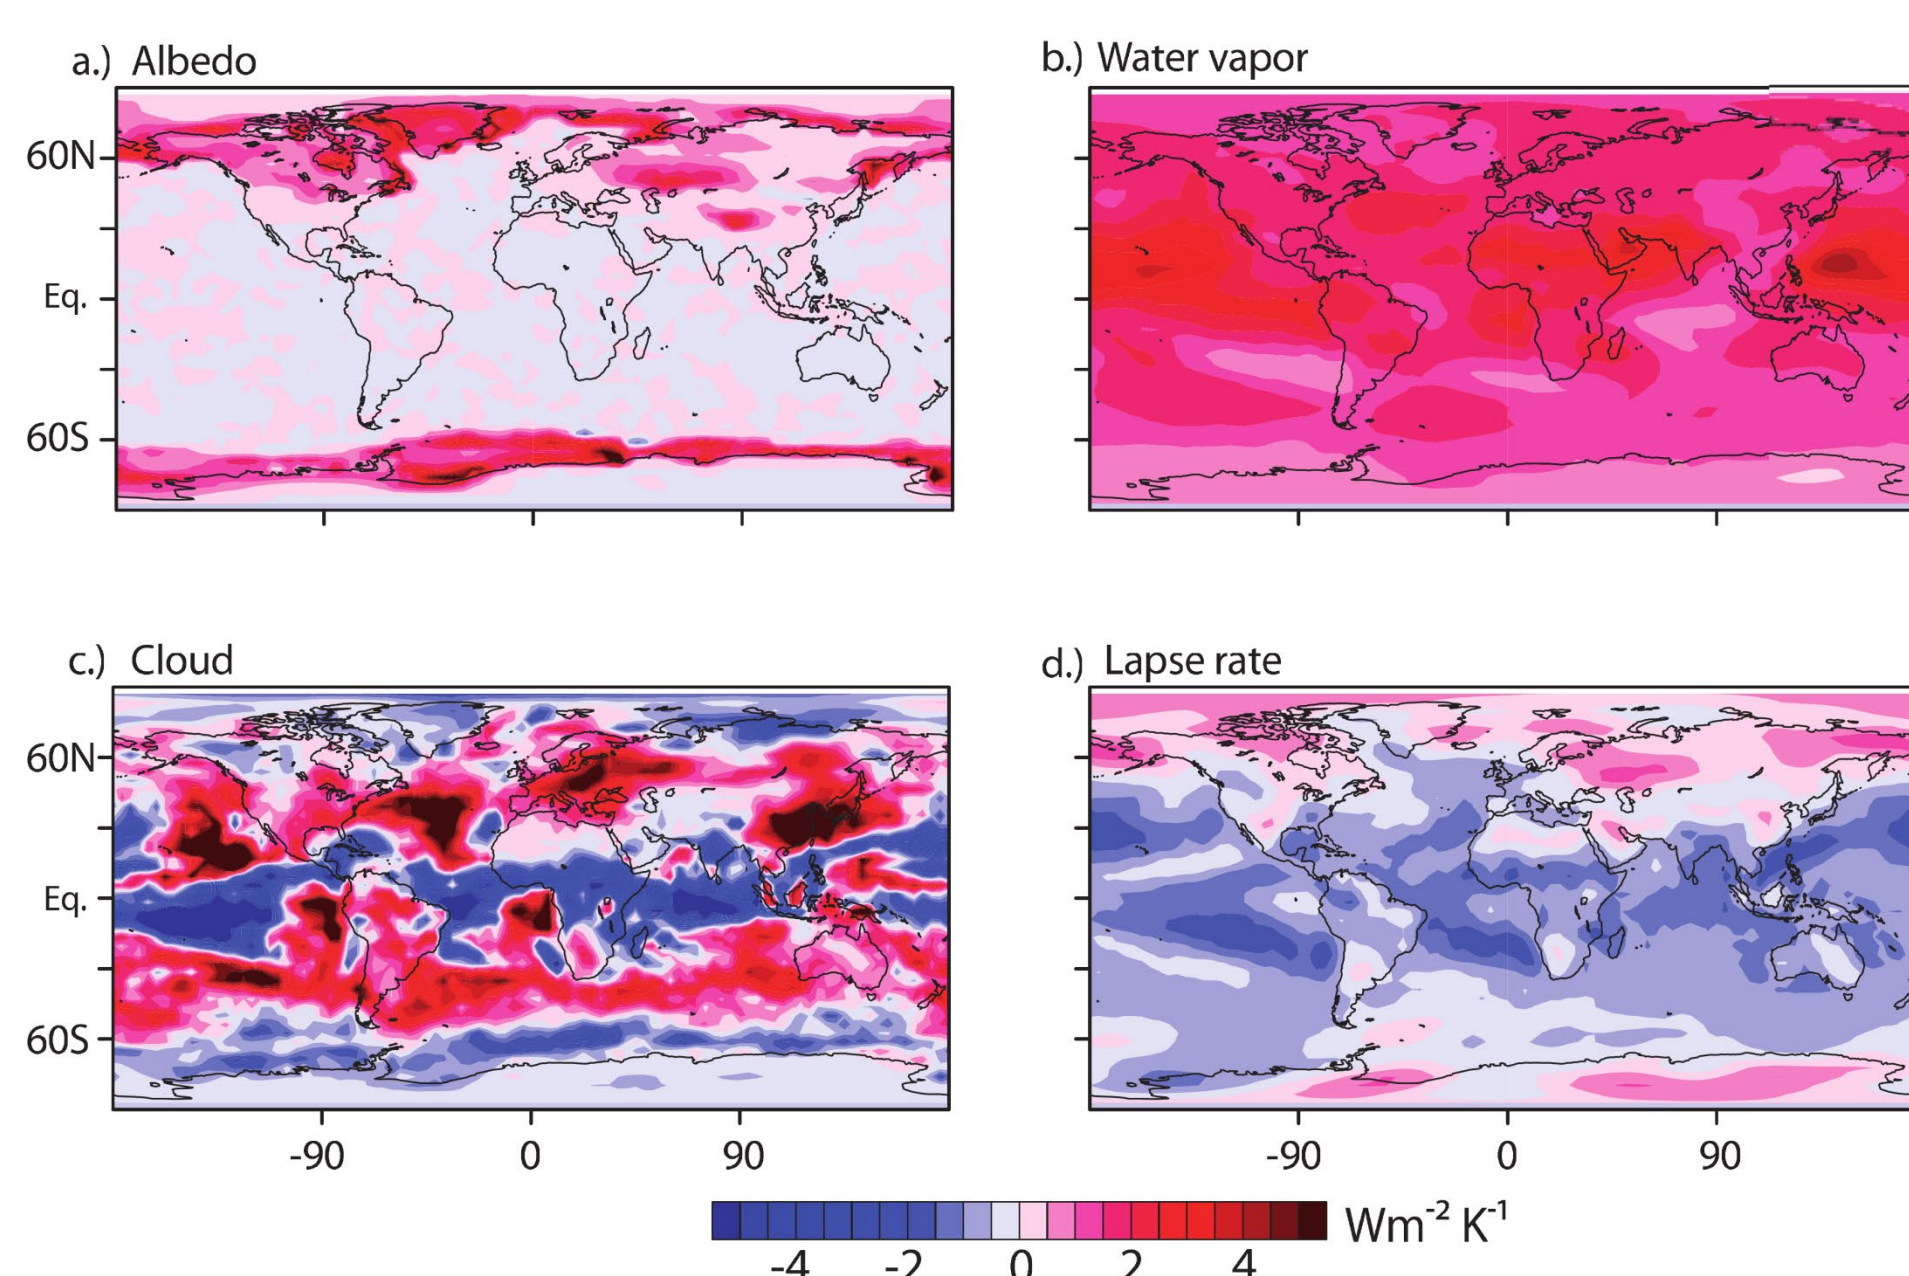 a.) Albedo
b.) Water vapor
60N
Eq.
60S
c.) Cloud
d.) Lapse rate
60N
Eq.
60S
-90 0 90
-90 0 90
Wm⁻² K⁻¹
-4 -2 0 2 4